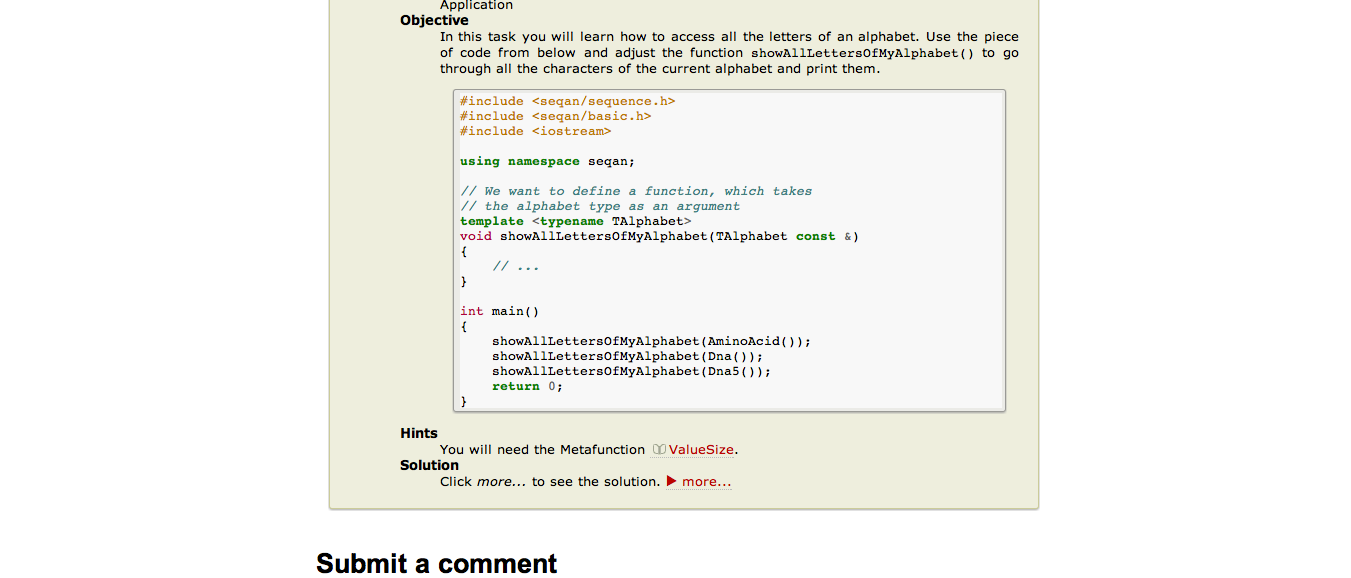 Application
Objective
In this task you will learn how to access all the letters of an alphabet. Use the piece
of code from below and adjust the function showAllLettersOfMyAlphabet() to go
through all the characters of the current alphabet and print them.
#include <seqan/sequence.h>
#include <seqan/basic.h>
#include <iostream>
using namespace seqan;
// We want to define a function, which takes
// the alphabet type as an argument
template <typename TAlphabet>
void showAllLettersOfMyAlphabet(TAlphabet const &)
{
    // ...
}
int main()
{
    showAllLettersOfMyAlphabet(AminoAcid());
    showAllLettersOfMyAlphabet(Dna());
    showAllLettersOfMyAlphabet(Dna5());
    return 0;
}
Hints
You will need the Metafunction ValueSize.
Solution
Click more... to see the solution. more...
Submit a comment